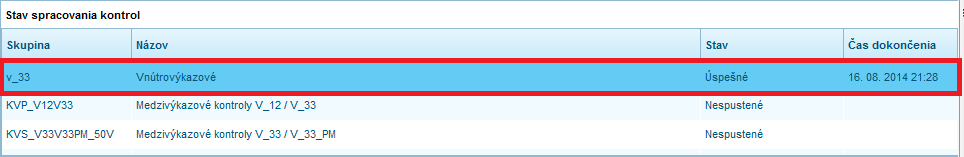 Stav spracovania kontrol
Skupina Názov Stav Čas dokončenia
v_33 Vnútrovýkazové Úspešné 16. 08. 2014 21:28
KVP_V12V33 Medzivýkazové kontroly V_12 / V_33 Nespustené
KVS_V33V33PM_50V Medzivýkazové kontroly V_33 / V_33_PM Nespustené